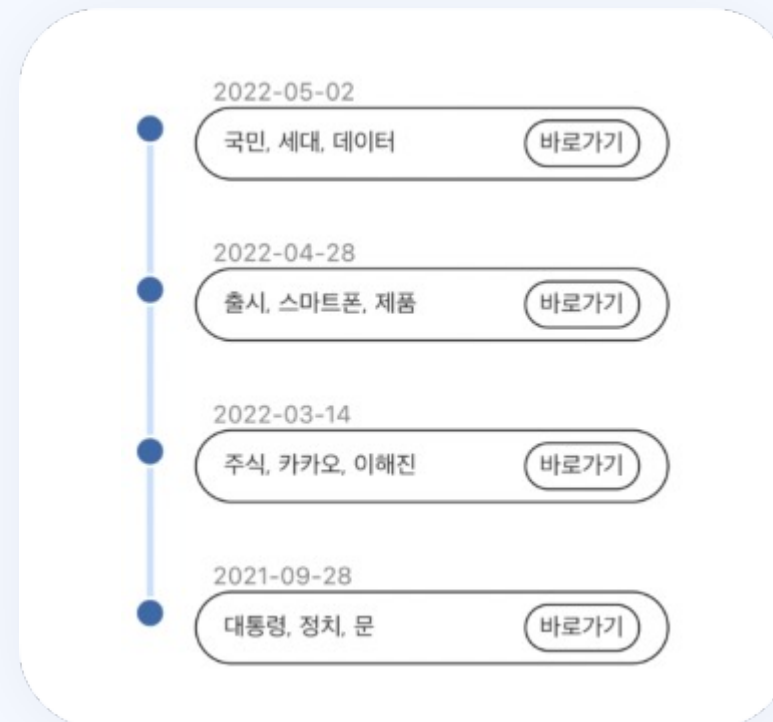 2022-05-02
국민, 세대, 데이터 바로가기
2022-04-28
출시, 스마트폰, 제품 바로가기
2022-03-14
주식, 카카오, 이해진 바로가기
2021-09-28
대통령, 정치, 문 바로가기